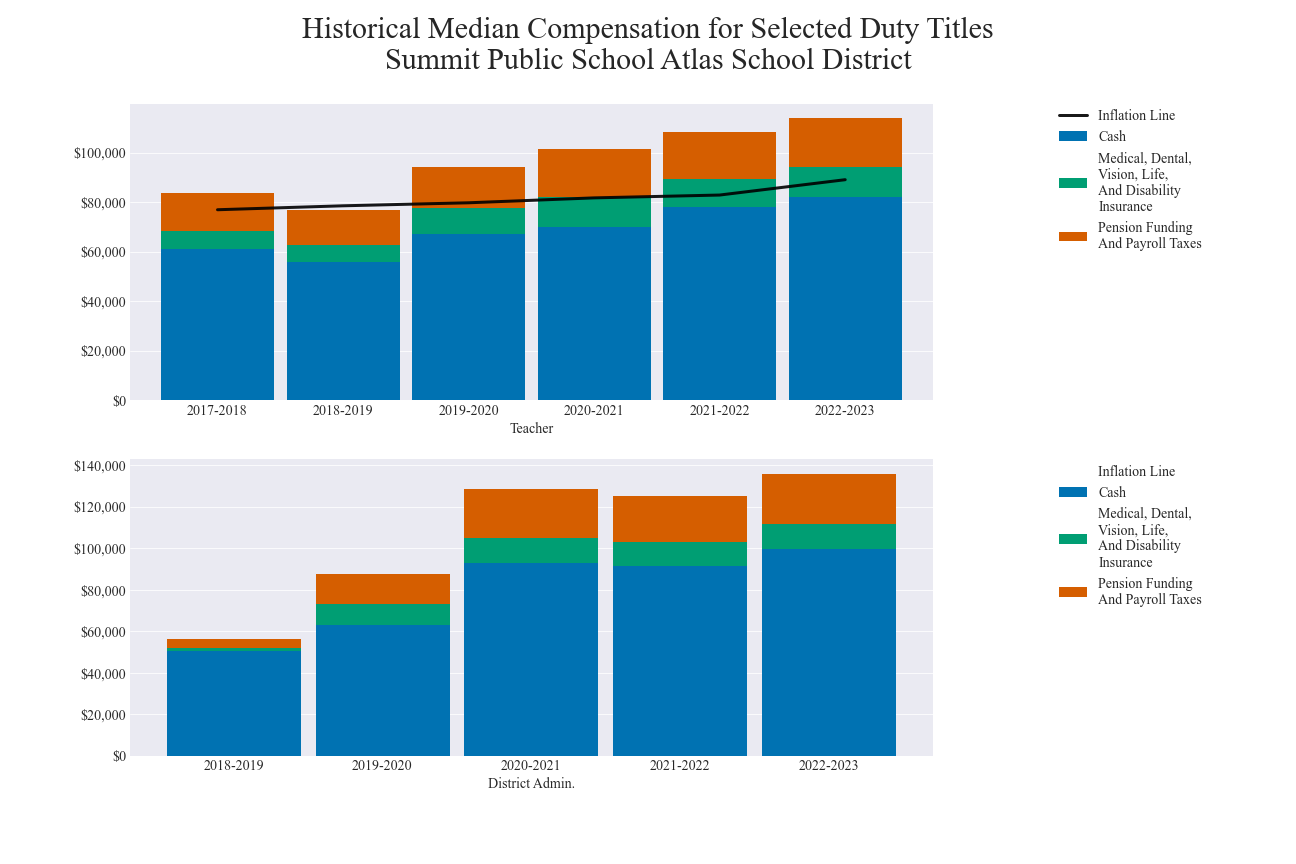 Historical Median Compensation for Selected Duty Titles
Summit Public School Atlas School District
$100,000
$80,000
$60,000
$40,000
$20,000
$0
2017-2018
2018-2019
2019-2020
2020-2021
2021-2022
2022-2023
Teacher
Inflation Line
Cash
Medical, Dental,
Vision, Life,
And Disability
Insurance
Pension Funding
And Payroll Taxes
$140,000
$120,000
$100,000
$80,000
$60,000
$40,000
$20,000
$0
2018-2019
2019-2020
2020-2021
2021-2022
2022-2023
District Admin.
Inflation Line
Cash
Medical, Dental,
Vision, Life,
And Disability
Insurance
Pension Funding
And Payroll Taxes